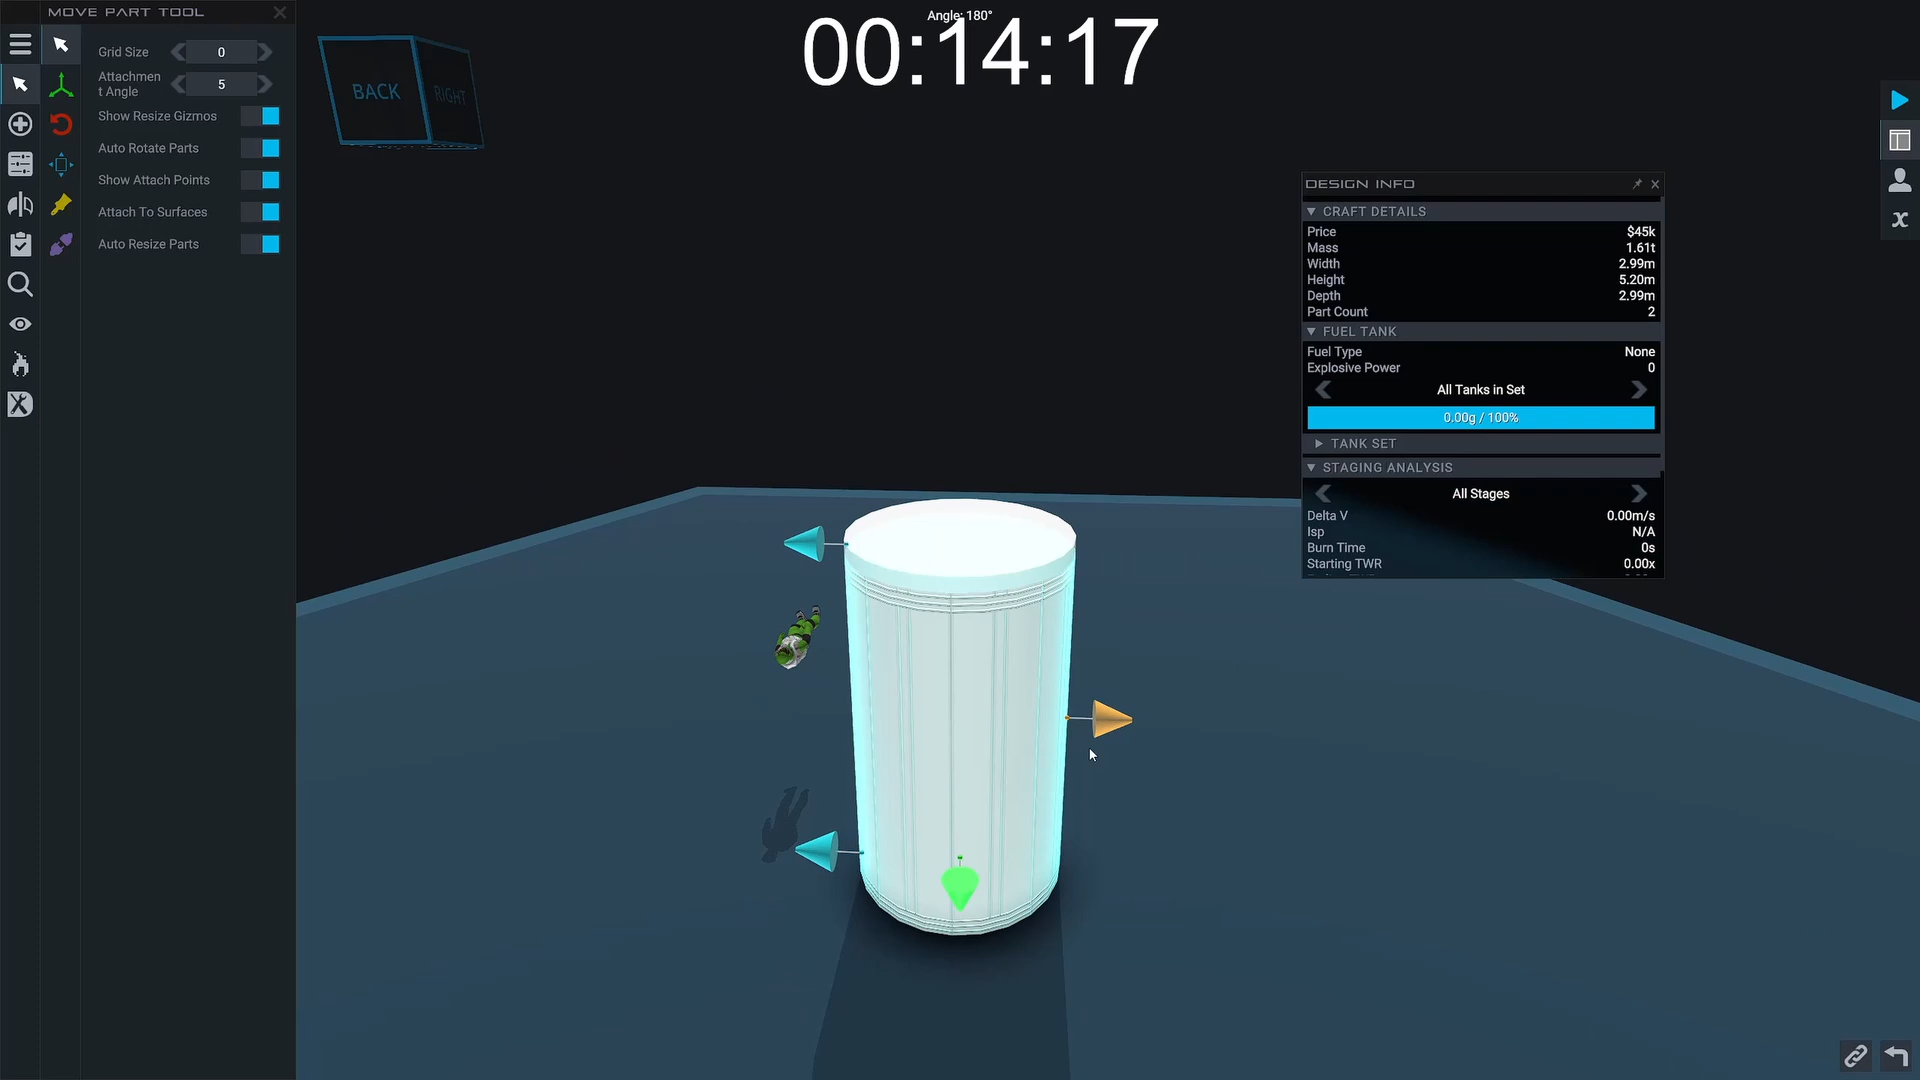 MOVE PART TOOL
Angle: 180°
00:14:17
Grid Size
0
Attachmen
t Angle
5
Show Resize Gizmos
Auto Rotate Parts
Show Attach Points
Attach To Surfaces
Auto Resize Parts
BACK
RIGHT
DESIGN INFO
CRAFT DETAILS
Price $45k
Mass 1.61t
Width 2.99m
Height 5.20m
Depth 2.99m
Part Count 2
FUEL TANK
Fuel Type None
Explosive Power 0
All Tanks in Set
0.00g / 100%
TANK SET
STAGING ANALYSIS
All Stages
Delta V 0.00m/s
Isp N/A
Burn Time 0s
Starting TWR 0.00x